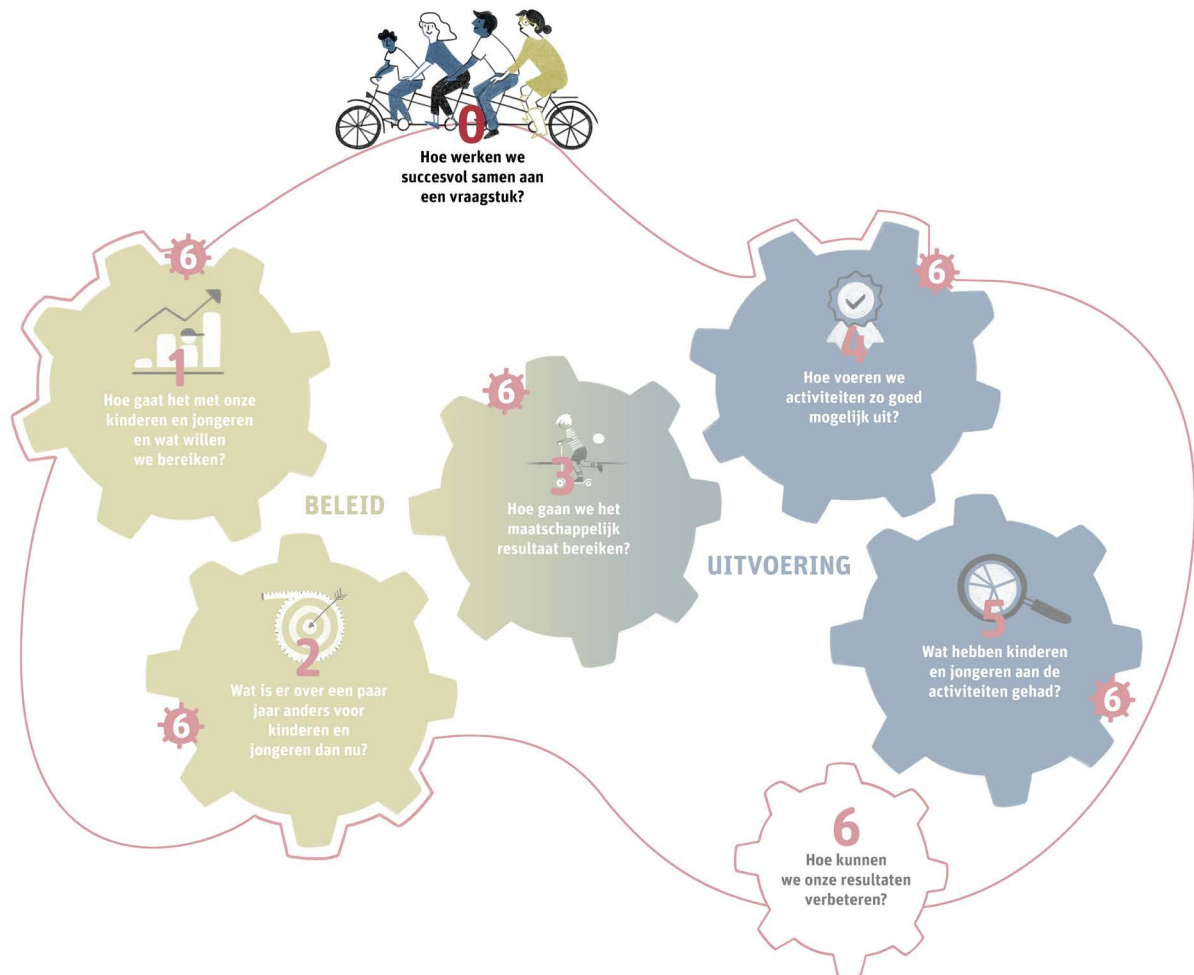 0
Hoe werken we
succesvol samen aan
een vraagstuk?
6
1
Hoe gaat het met onze
kinderen en jongeren
en wat willen
we bereiken?
6
4
Hoe voeren we
activiteiten zo goed
mogelijk uit?
6
3
Hoe gaan we het
maatschappelijk
resultaat bereiken?
BELEID
UITVOERING
2
Wat is er over een paar
jaar anders voor
kinderen en
jongeren dan nu?
6
5
Wat hebben kinderen
en jongeren aan de
activiteiten gehad?
6
6
Hoe kunnen
we onze resultaten
verbeteren?